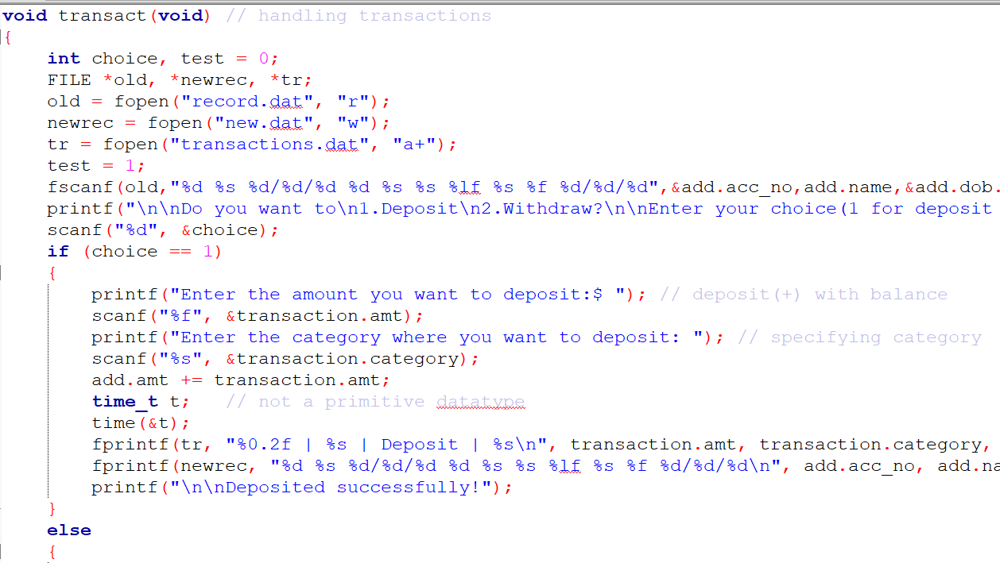 void transact(void) // handling transactions
{
int choice, test = 0;
FILE *old, *newrec, *tr;
old = fopen("record.dat", "r");
newrec = fopen("new.dat", "w");
tr = fopen("transactions.dat", "a+");
test = 1;
fscanf(old,"%d %s %d/%d/%d %d %s %s %lf %s %f %d/%d/%d",&add.acc_no,add.name,&add.dob.
printf("\n\nDo you want to\n1.Deposit\n2.Withdraw?\n\nEnter your choice(1 for deposit
scanf("%d", &choice);
if (choice == 1)
{
printf("Enter the amount you want to deposit:$ "); // deposit(+) with balance
scanf("%f", &transaction.amt);
printf("Enter the category where you want to deposit: "); // specifying category
scanf("%s", &transaction.category);
add.amt += transaction.amt;
time_t t; // not a primitive datatype
time(&t);
fprintf(tr, "%0.2f | %s | Deposit | %s\n", transaction.amt, transaction.category,
fprintf(newrec, "%d %s %d/%d/%d %d %s %s %lf %s %f %d/%d/%d\n", add.acc_no, add.na
printf("\n\nDeposited successfully!");
}
else
{